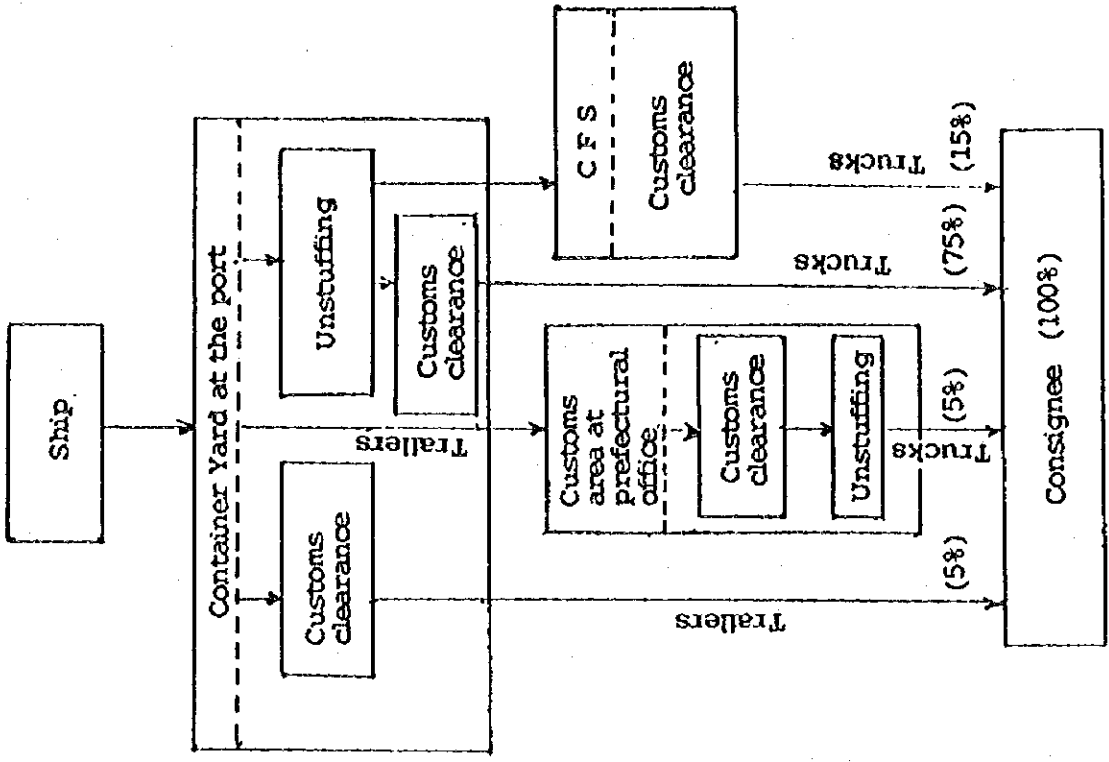 Ship
Container Yard at the port
Customs
clearance
Trailers
Unstuffing
Customs
clearance
Customs
area at
prefectural
office
Customs
clearance
Unstuffing
C F S
Customs
clearance
Trailers
(5%)
Trucks
(5%)
Trucks
(75%)
Trucks
(15%)
Consignee (100%)